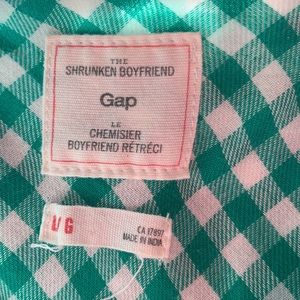 THE
SHRUNKEN BOYFRIEND
Gap
LE
CHEMISIER
BOYFRIEND RÉTRÉCI
CA 17897
MADE IN INDIA